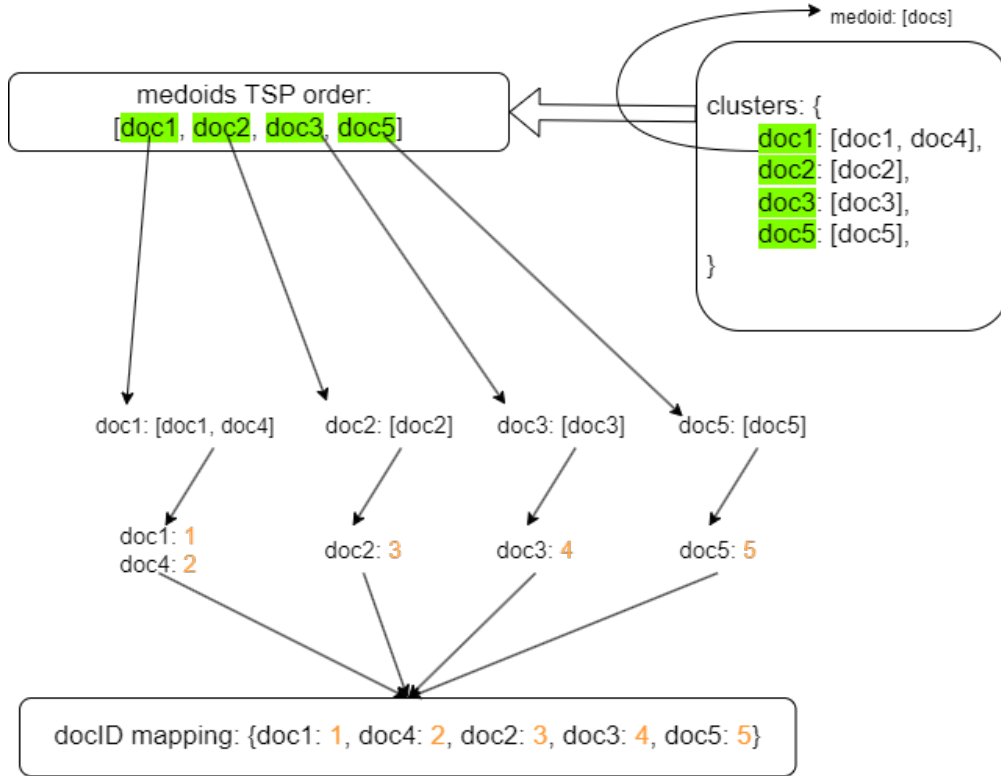 medoid: [docs]
medoids TSP order:
[doc1, doc2, doc3, doc5]
clusters: {
doc1: [doc1, doc4],
doc2: [doc2],
doc3: [doc3],
doc5: [doc5],
}
doc1: [doc1, doc4]
doc2: [doc2]
doc3: [doc3]
doc5: [doc5]
doc1: 1
doc4: 2
doc2: 3
doc3: 4
doc5: 5
docID mapping: {doc1: 1, doc4: 2, doc2: 3, doc3: 4, doc5: 5}